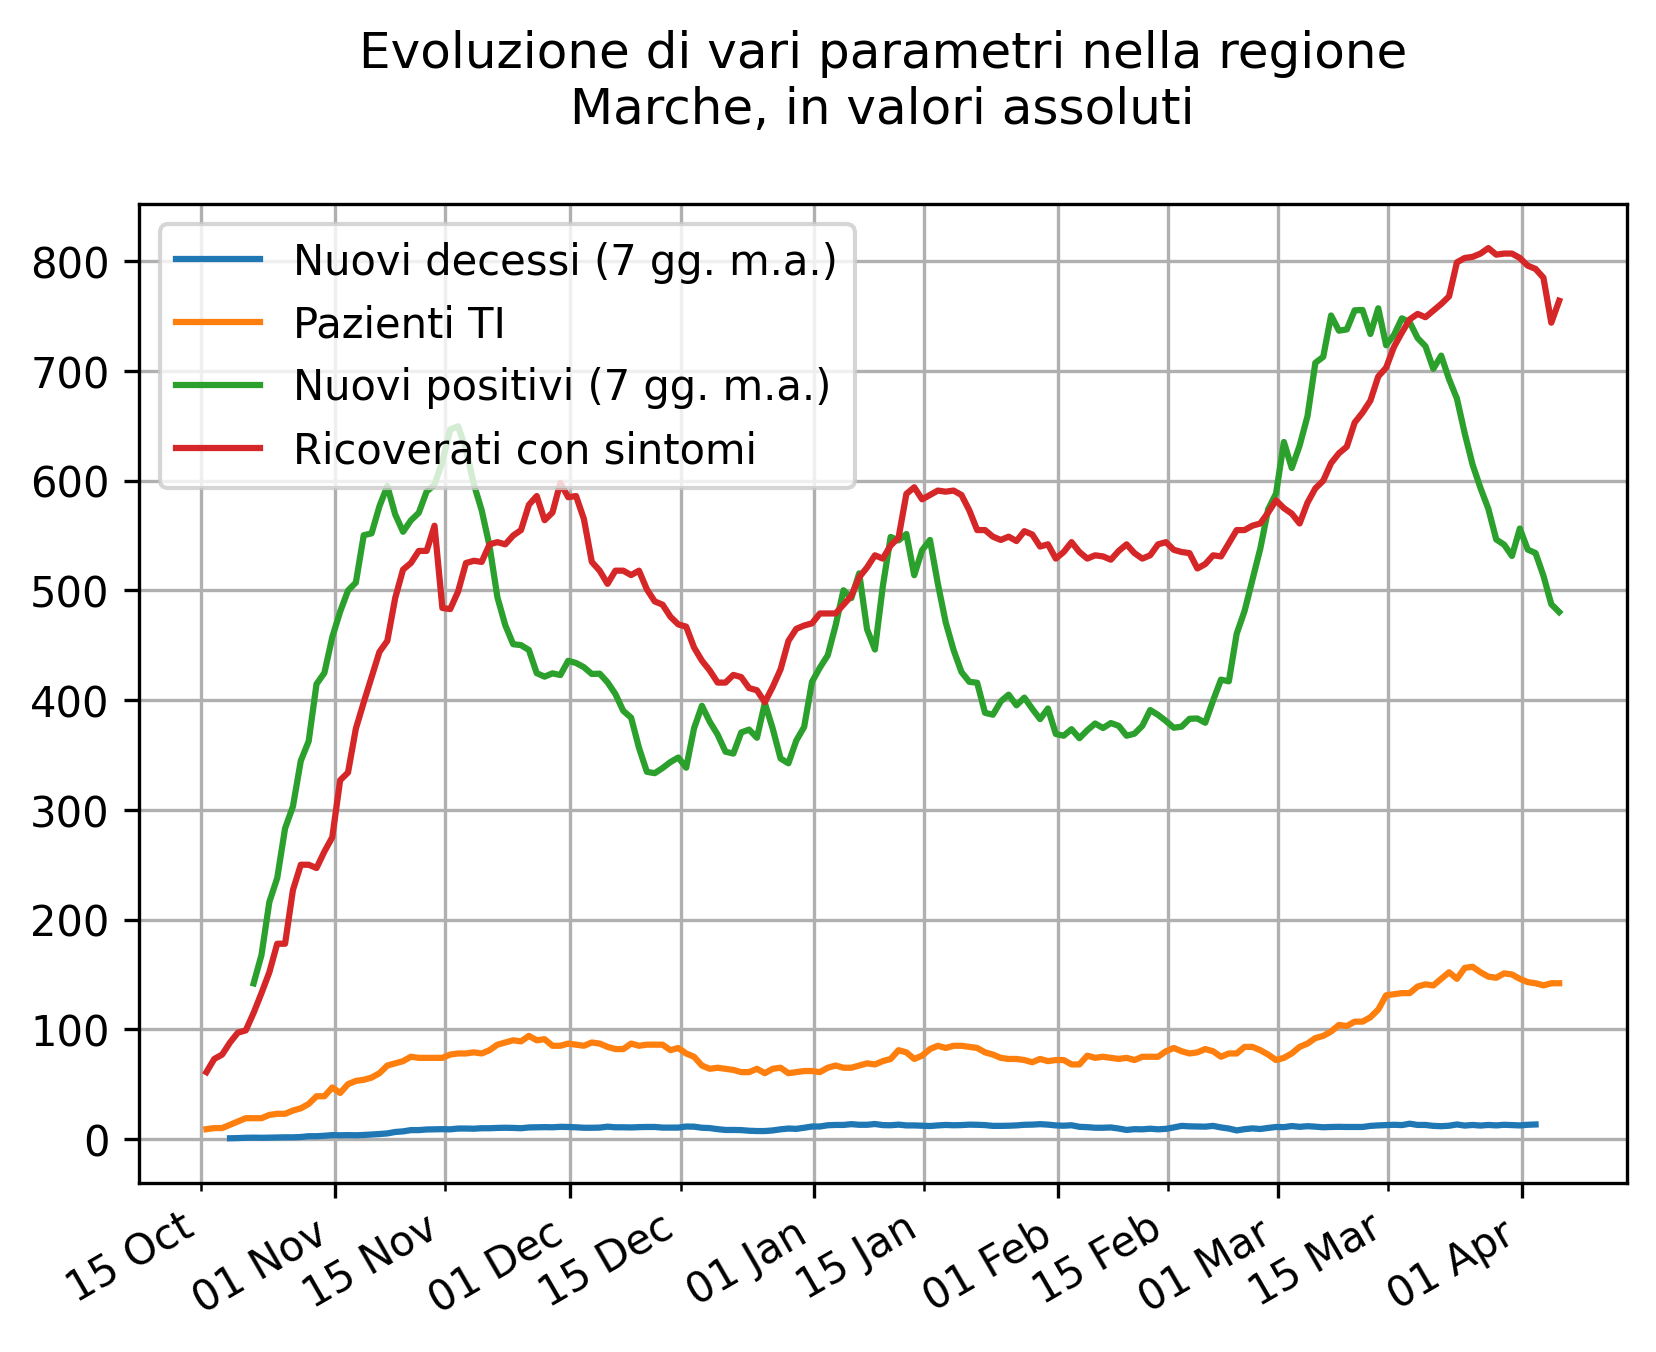 Evoluzione di vari parametri nella regione
Marche, in valori assoluti
Nuovi decessi (7 gg. m.a.)
Pazienti TI
Nuovi positivi (7 gg. m.a.)
Ricoverati con sintomi
800
700
600
500
400
300
200
100
0
15 Oct
01 Nov
15 Nov
01 Dec
15 Dec
01 Jan
15 Jan
01 Feb
15 Feb
01 Mar
15 Mar
01 Apr